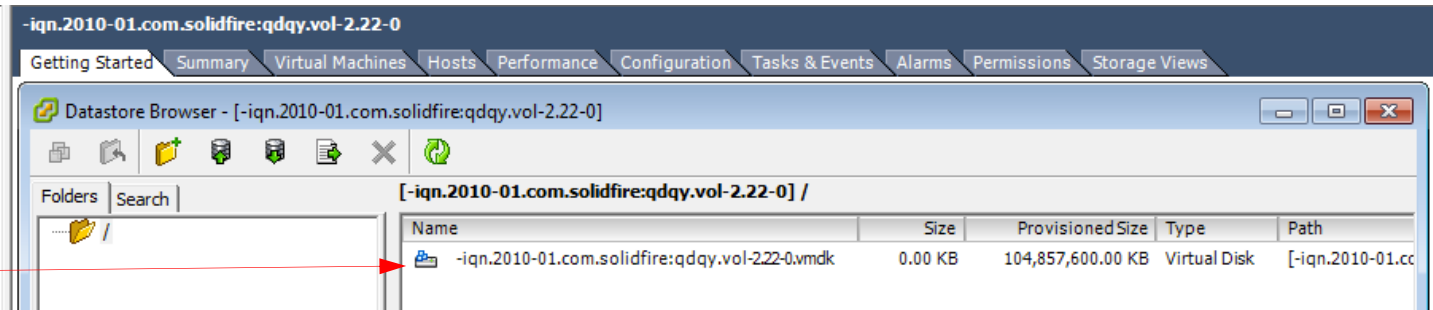 -iqn.2010-01.com.solidfire:qdqy.vol-2.22-0
Getting Started Summary Virtual Machines Hosts Performance Configuration Tasks & Events Alarms Permissions Storage Views
Datastore Browser - [-iqn.2010-01.com.solidfire:qdqy.vol-2.22-0]
Folders Search [-iqn.2010-01.com.solidfire:qdqy.vol-2.22-0] /
/ Name Size Provisioned Size Type Path
-iqn.2010-01.com.solidfire:qdqy.vol-2.22-0.vmdk 0.00 KB 104,857,600.00 KB Virtual Disk [-iqn.2010-01.cc